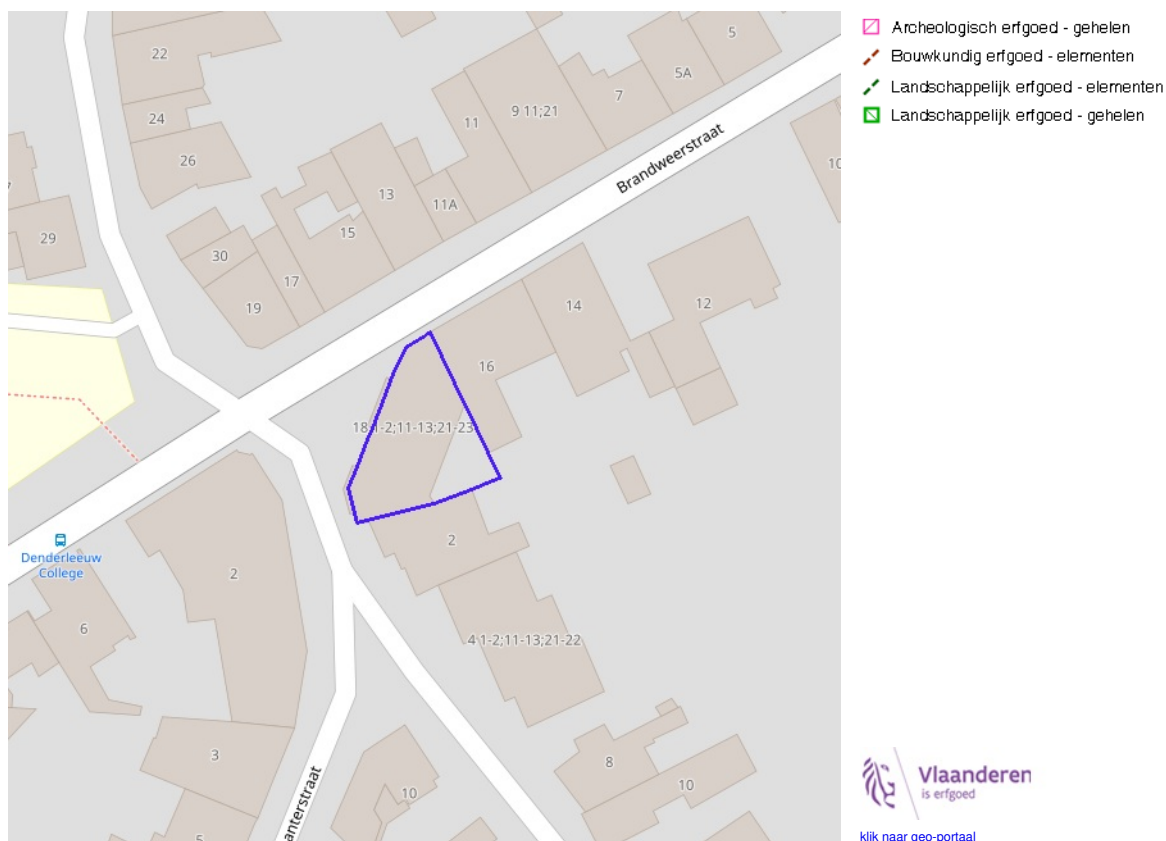 5
22
5A
7
9 11;21
11
24
26
10
13
11A
29
15
30
17
19
14
12
16
18 1-2;11-13;21-23
2
2
6
4 1-2;11-13;21-22
3
8
10
10
5
Brandweerstraat
Denderleeuw
College
anterstraat
Archeologisch erfgoed - gehelen
Bouwkundig erfgoed - elementen
Landschappelijk erfgoed - elementen
Landschappelijk erfgoed - gehelen
Vlaanderen
is erfgoed
klik naar geo-portaal